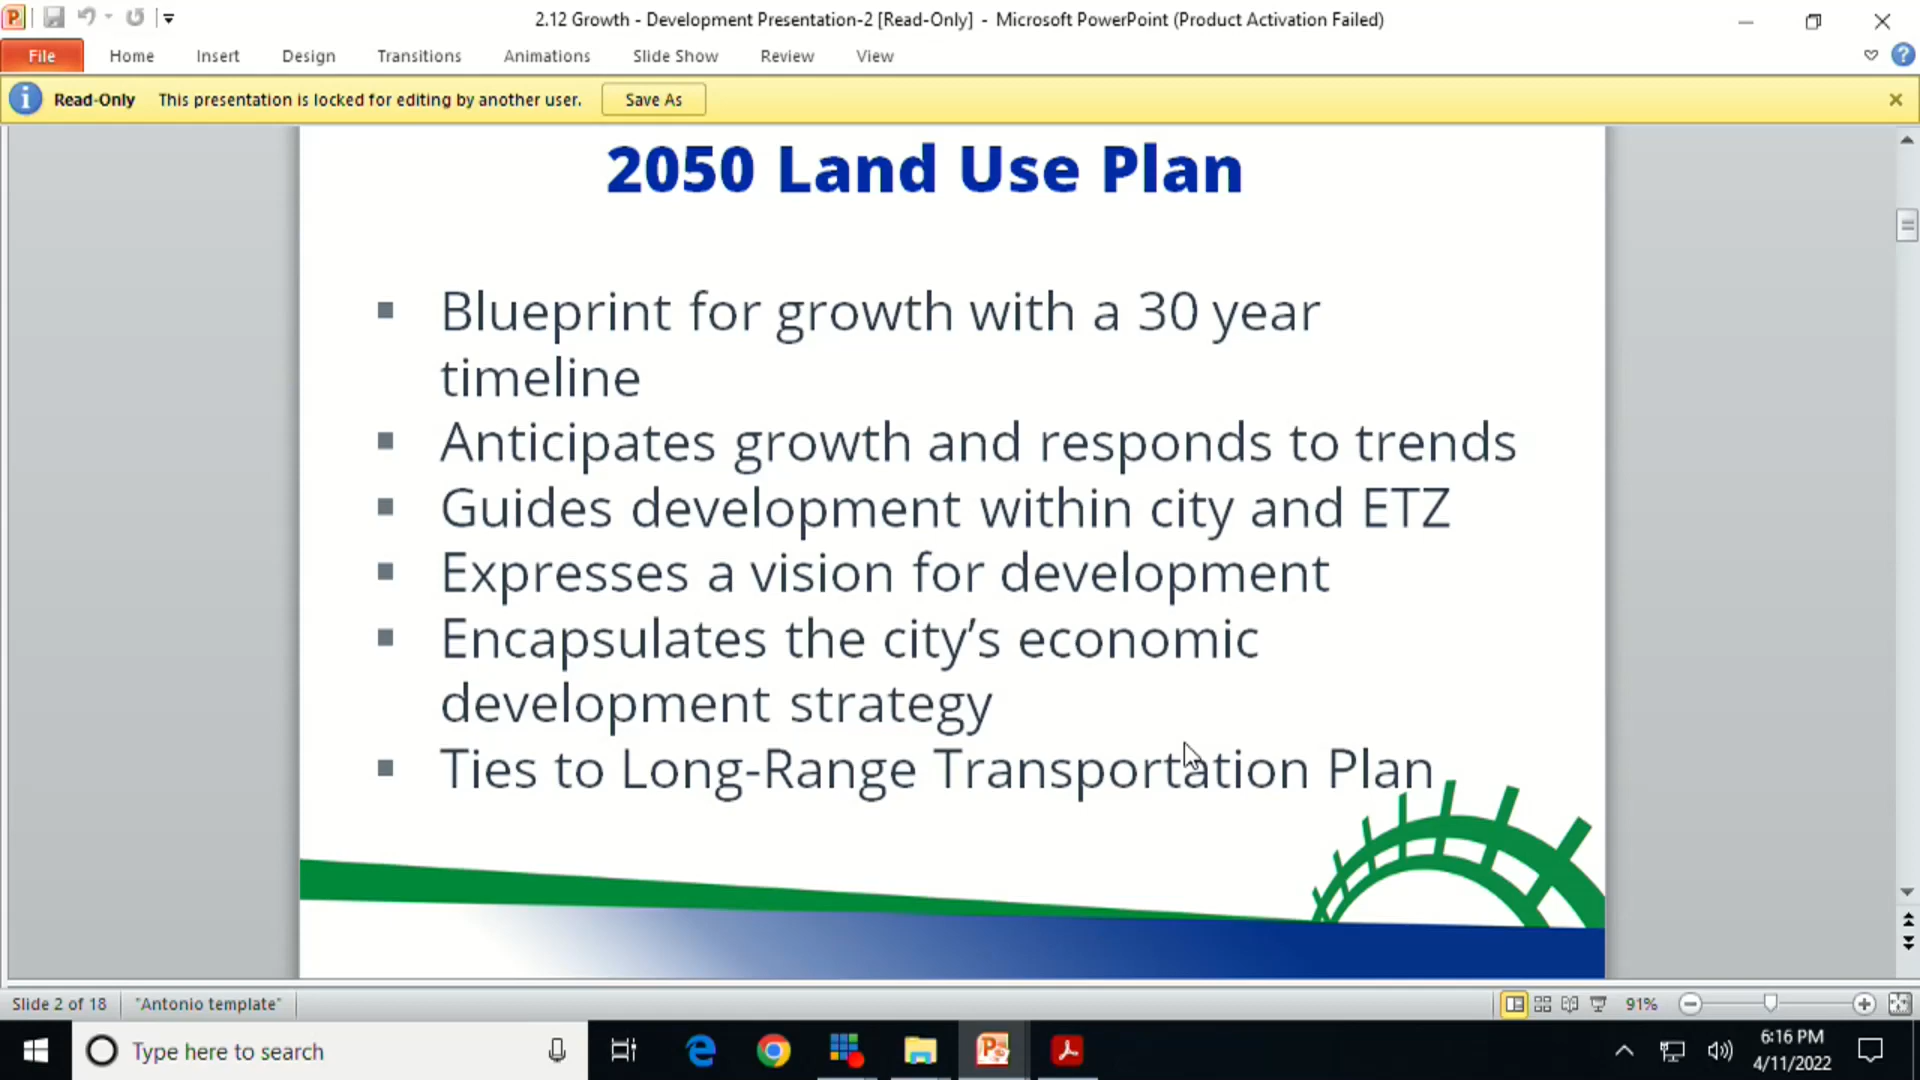 2.12 Growth - Development Presentation-2 [Read-Only] - Microsoft PowerPoint (Product Activation Failed)
File Home Insert Design Transitions Animations Slide Show Review View
Read-Only This presentation is locked for editing by another user. Save As
2050 Land Use Plan
▪ Blueprint for growth with a 30 year
timeline
▪ Anticipates growth and responds to trends
▪ Guides development within city and ETZ
▪ Expresses a vision for development
▪ Encapsulates the city’s economic
development strategy
▪ Ties to Long-Range Transportation Plan
Slide 2 of 18 "Antonio template" 91%
Type here to search
6:16 PM
4/11/2022